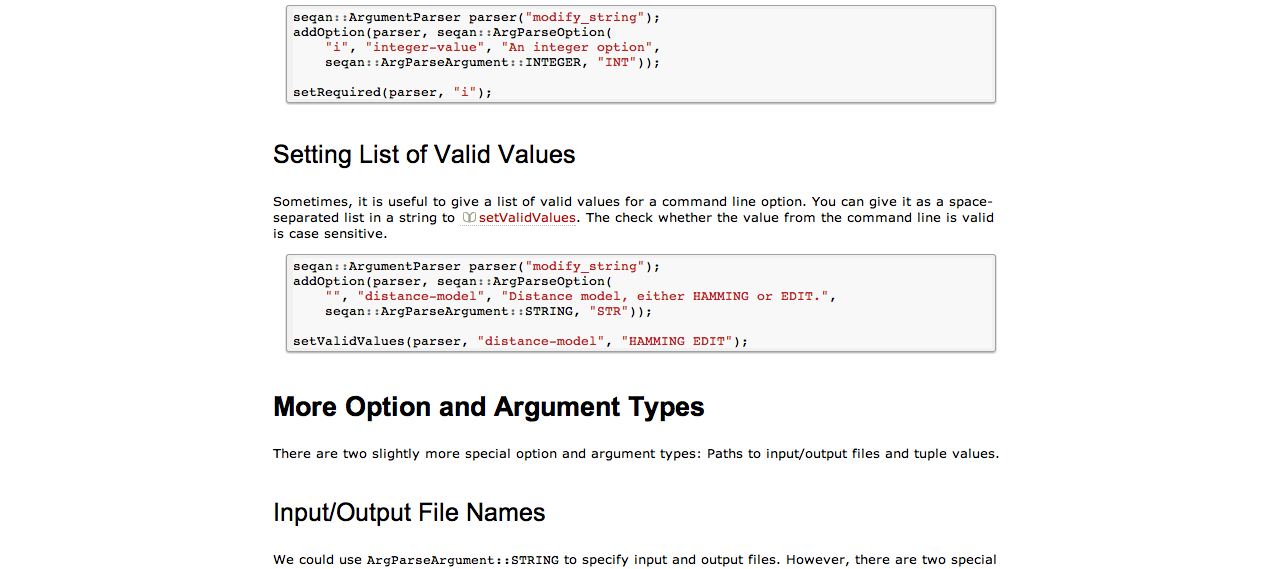 seqan::ArgumentParser parser("modify_string");
addOption(parser, seqan::ArgParseOption(
    "i", "integer-value", "An integer option",
    seqan::ArgParseArgument::INTEGER, "INT"));
setRequired(parser, "i");
Setting List of Valid Values
Sometimes, it is useful to give a list of valid values for a command line option. You can give it as a space-
separated list in a string to setValidValues. The check whether the value from the command line is valid
is case sensitive.
seqan::ArgumentParser parser("modify_string");
addOption(parser, seqan::ArgParseOption(
    "", "distance-model", "Distance model, either HAMMING or EDIT.",
    seqan::ArgParseArgument::STRING, "STR"));
setValidValues(parser, "distance-model", "HAMMING EDIT");
More Option and Argument Types
There are two slightly more special option and argument types: Paths to input/output files and tuple values.
Input/Output File Names
We could use ArgParseArgument::STRING to specify input and output files. However, there are two special